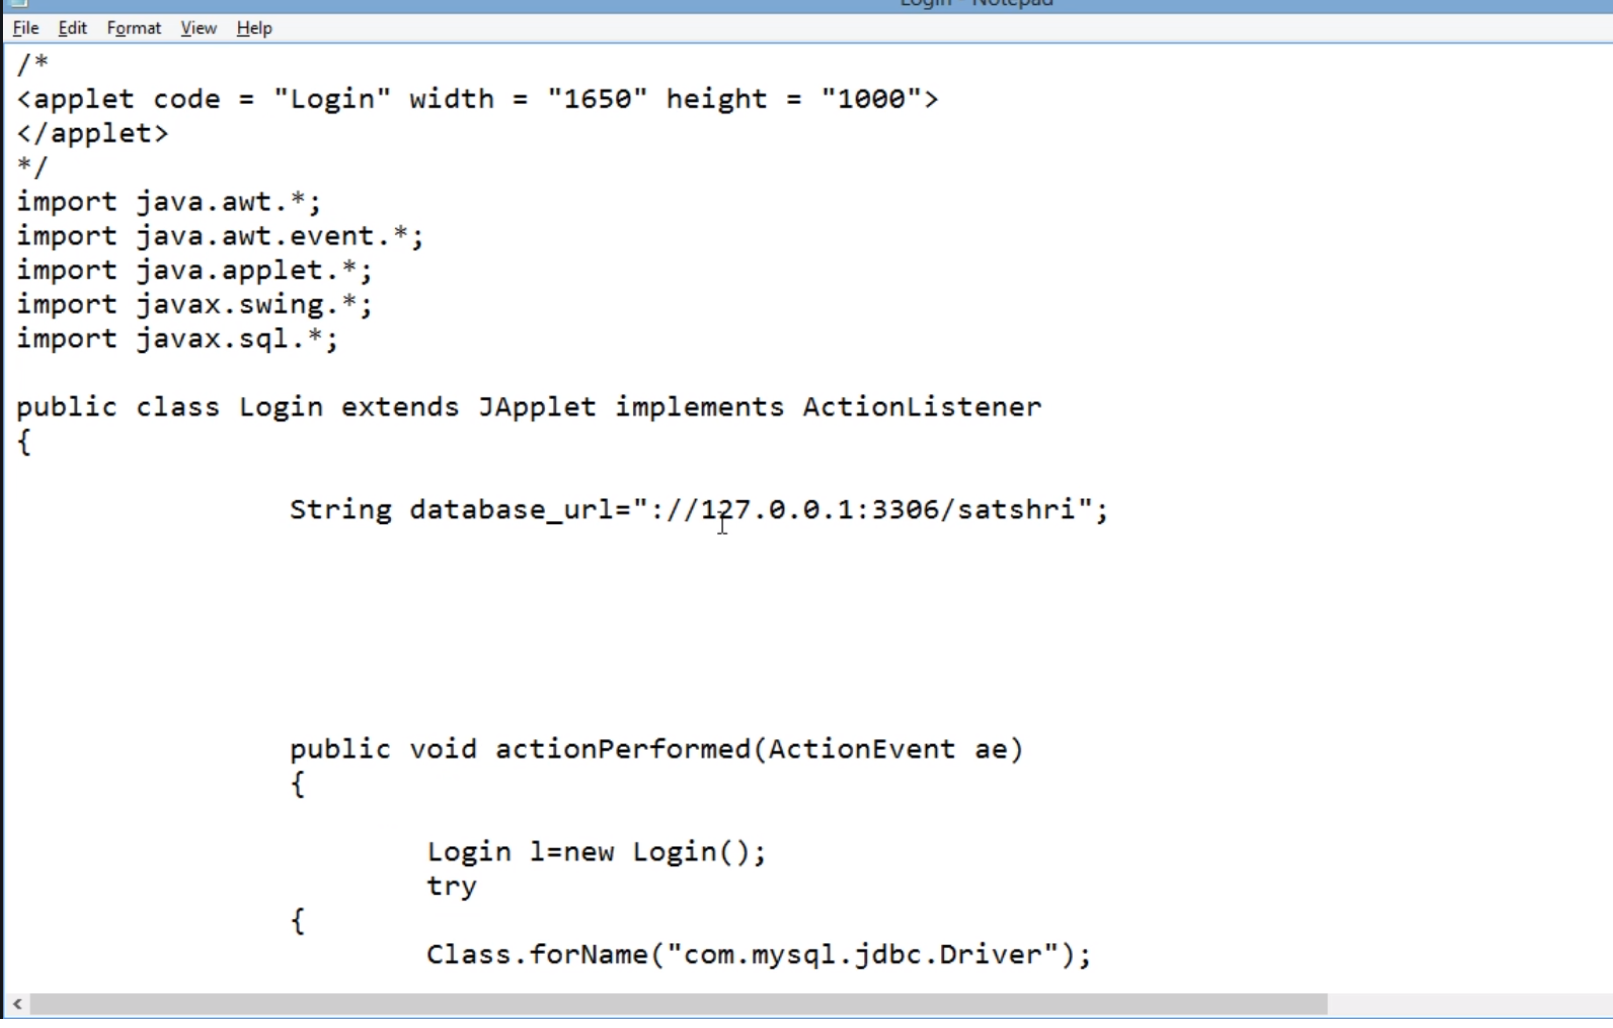 Login - Notepad
File Edit Format View Help
/*
<applet code = "Login" width = "1650" height = "1000">
</applet>
*/
import java.awt.*;
import java.awt.event.*;
import java.applet.*;
import javax.swing.*;
import javax.sql.*;
public class Login extends JApplet implements ActionListener
{
String database_url="://127.0.0.1:3306/satshri";
public void actionPerformed(ActionEvent ae)
{
Login l=new Login();
try
{
Class.forName("com.mysql.jdbc.Driver");